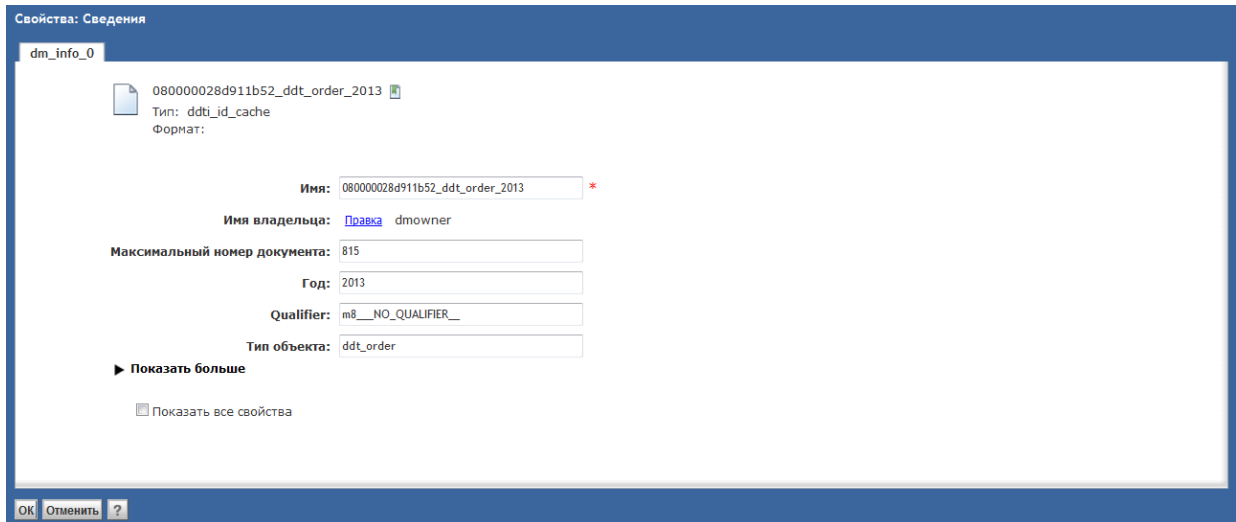 Свойства: Сведения
dm_info_0
080000028d911b52_ddt_order_2013
Тип: ddti_id_cache
Формат:
Имя: 080000028d911b52_ddt_order_2013 *
Имя владельца: Правка dmowner
Максимальный номер документа: 815
Год: 2013
Qualifier: m8___NO_QUALIFIER__
Тип объекта: ddt_order
Показать больше
Показать все свойства
ОК Отменить ?